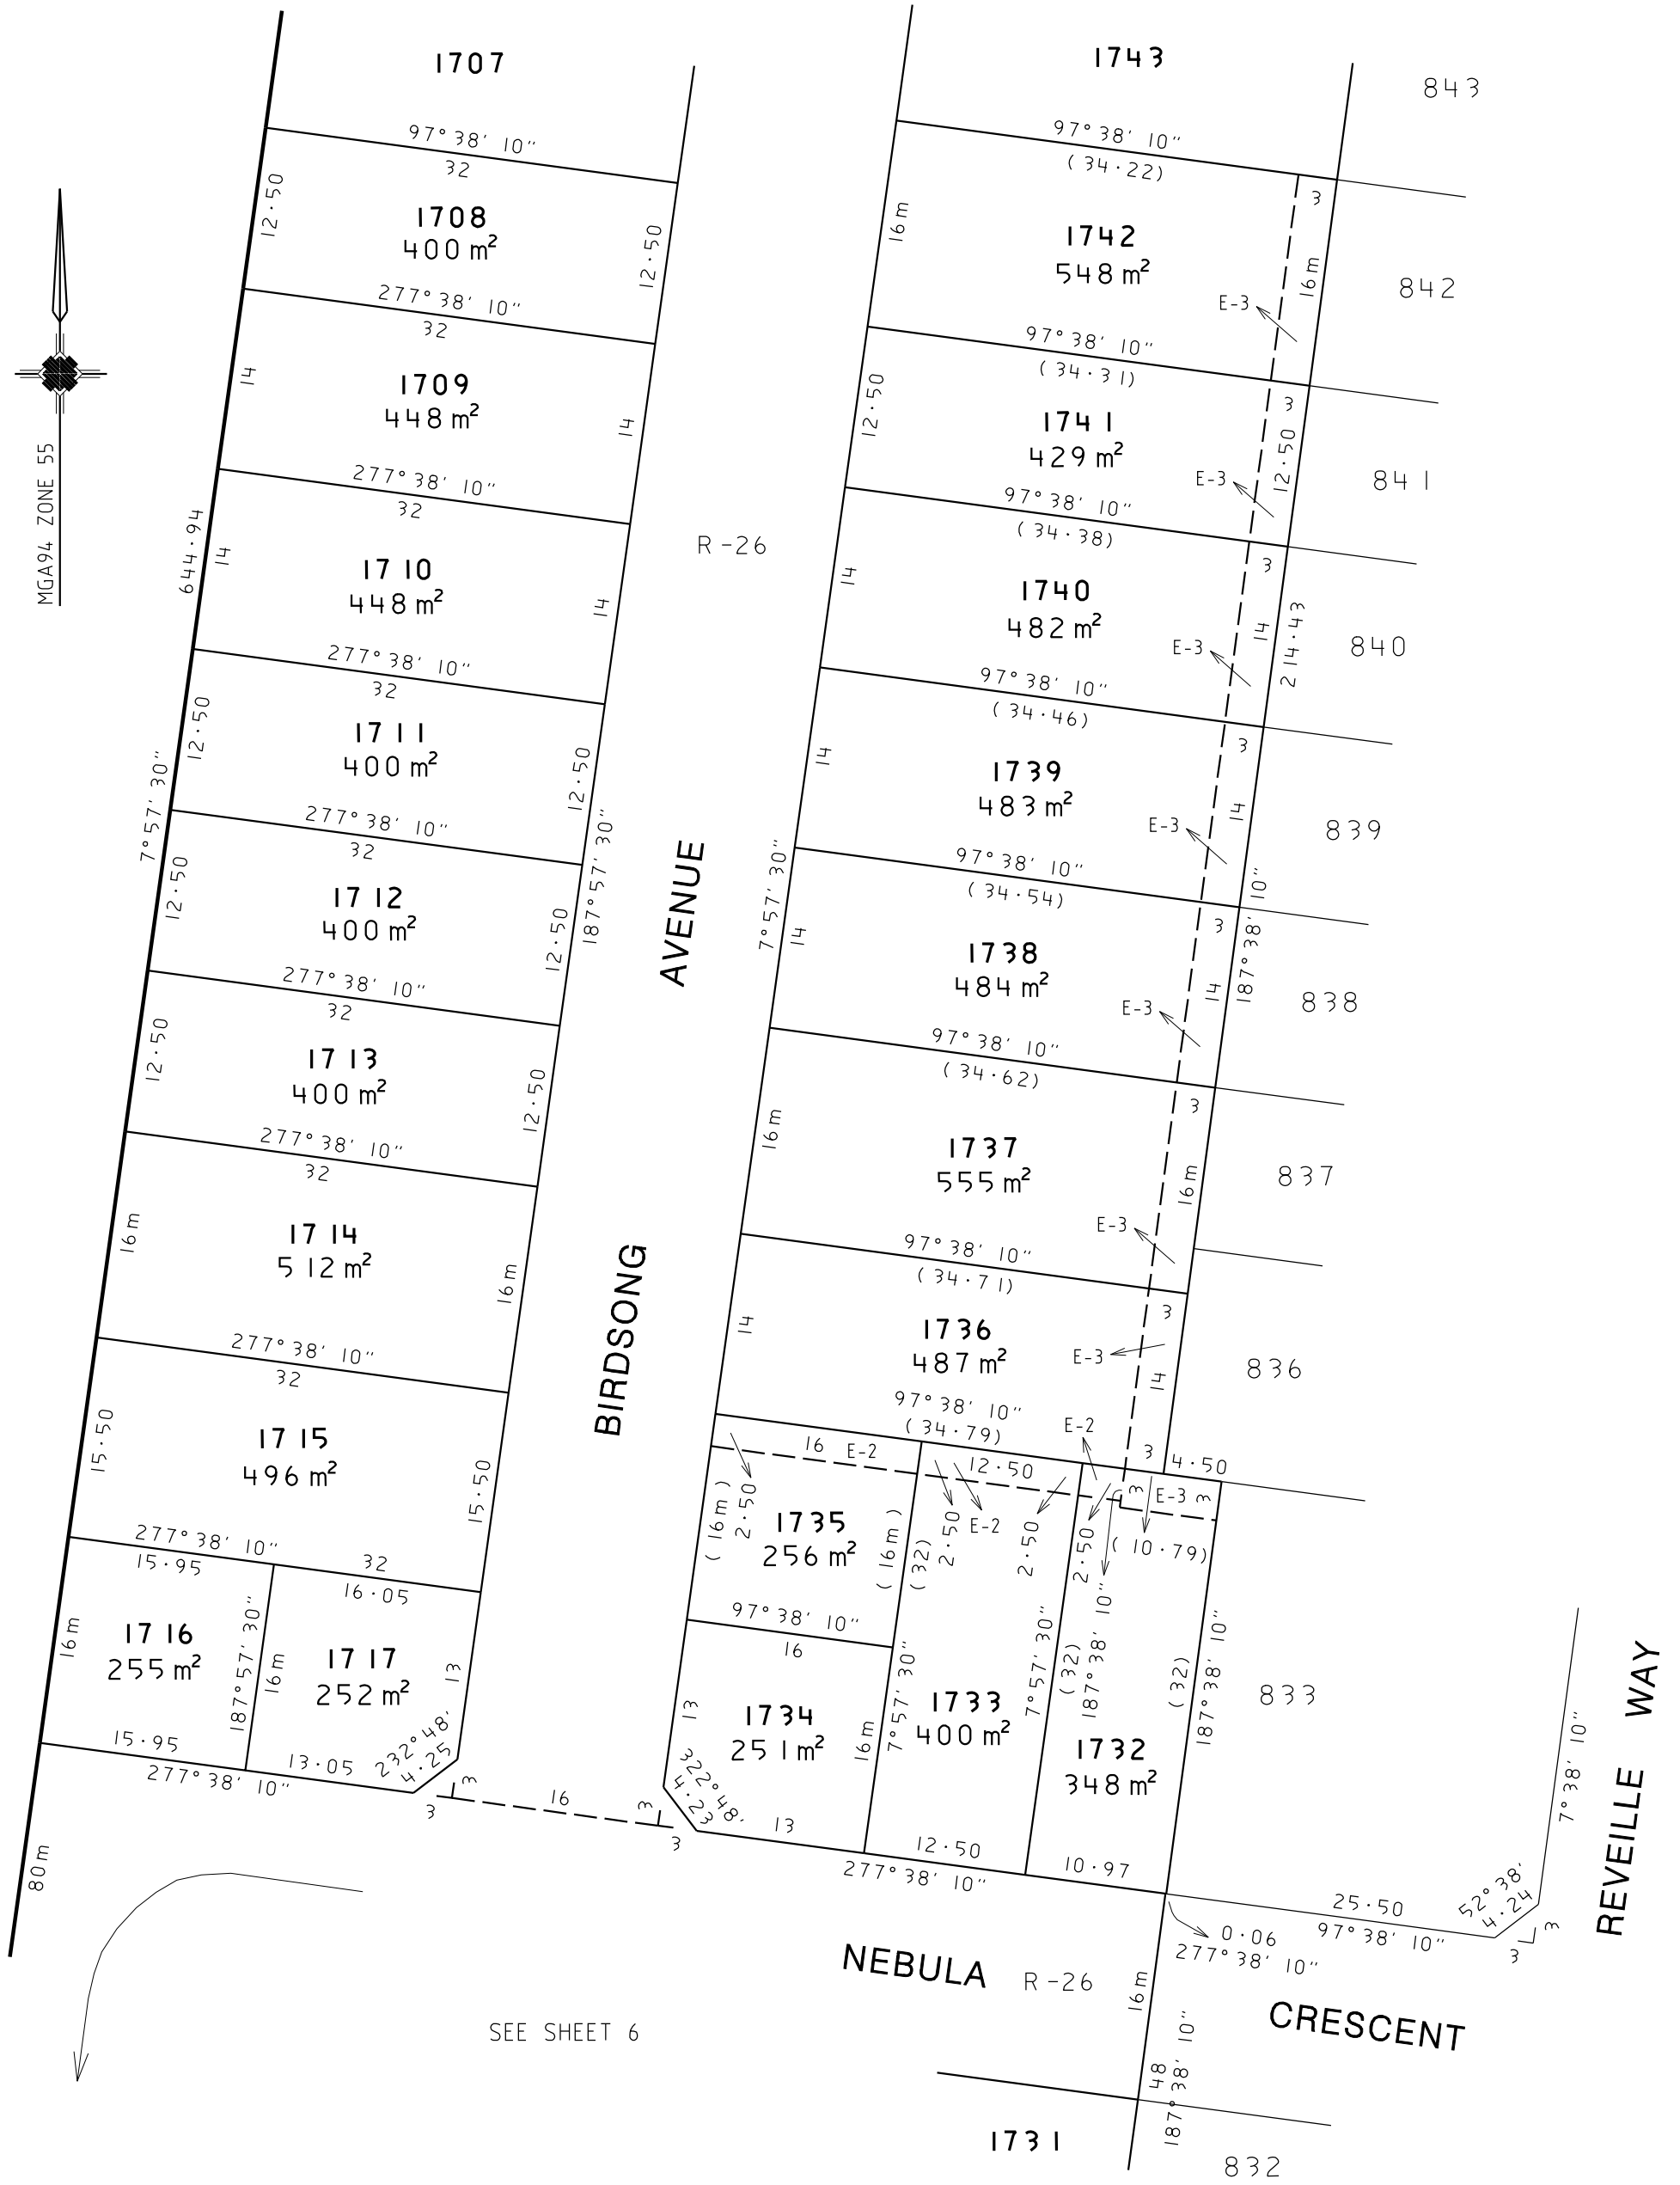 1707
97°38' 10"
32
12·50
1708
400 m²
12·50
277°38' 10"
32
14
1709
448 m²
14
277°38' 10"
32
644·94
14
1710
448 m²
14
277°38' 10"
32
12·50
1711
400 m²
12·50
7°57' 30"
277°38' 10"
32
187°57' 30"
12·50
1712
400 m²
12·50
277°38' 10"
32
12·50
1713
400 m²
12·50
277°38' 10"
32
16m
1714
512 m²
16m
277°38' 10"
32
15·50
1715
496 m²
15·50
277°38' 10"
32
15·95
16·05
16m
1716
255 m²
187°57' 30"
16m
1717
252 m²
13
232°48'
4·25
15·95
13·05
277°38' 10"
3
3
16
3
3
80m
MGA94 ZONE 55
R-26
BIRDSONG
AVENUE
1743
843
97°38' 10"
(34·22)
3
16m
1742
548 m²
16m
E-3
842
97°38' 10"
(34·31)
3
12·50
1741
429 m²
12·50
E-3
841
97°38' 10"
(34·38)
3
14
1740
482 m²
14
214·43
E-3
840
97°38' 10"
(34·46)
3
14
1739
483 m²
14
E-3
839
7°57' 30"
97°38' 10"
(34·54)
3
187°38' 10"
14
1738
484 m²
14
E-3
838
97°38' 10"
(34·62)
3
16m
1737
555 m²
16m
E-3
837
97°38' 10"
(34·71)
3
14
1736
487 m²
14
E-3
836
97°38' 10"
(34·79)
E-2
3
4·50
16
E-2
12·50
3
E-3
3
(16m)
2·50
1735
256 m²
(16m)
(32)
2·50
E-2
2·50
2·50
(10·79)
97°38' 10"
16
13
1734
251 m²
16m
7°57' 30"
1733
400 m²
7°57' 30"
(32)
187°38' 10"
1732
348 m²
(32)
187°38' 10"
833
322°48'
4·23
13
12·50
10·97
277°38' 10"
25·50
97°38' 10"
52°38'
4·24
3
3
7°38' 10"
REVEILLE WAY
0·06
277°38' 10"
NEBULA
R-26
CRESCENT
16m
48
187°38' 10"
SEE SHEET 6
1731
832